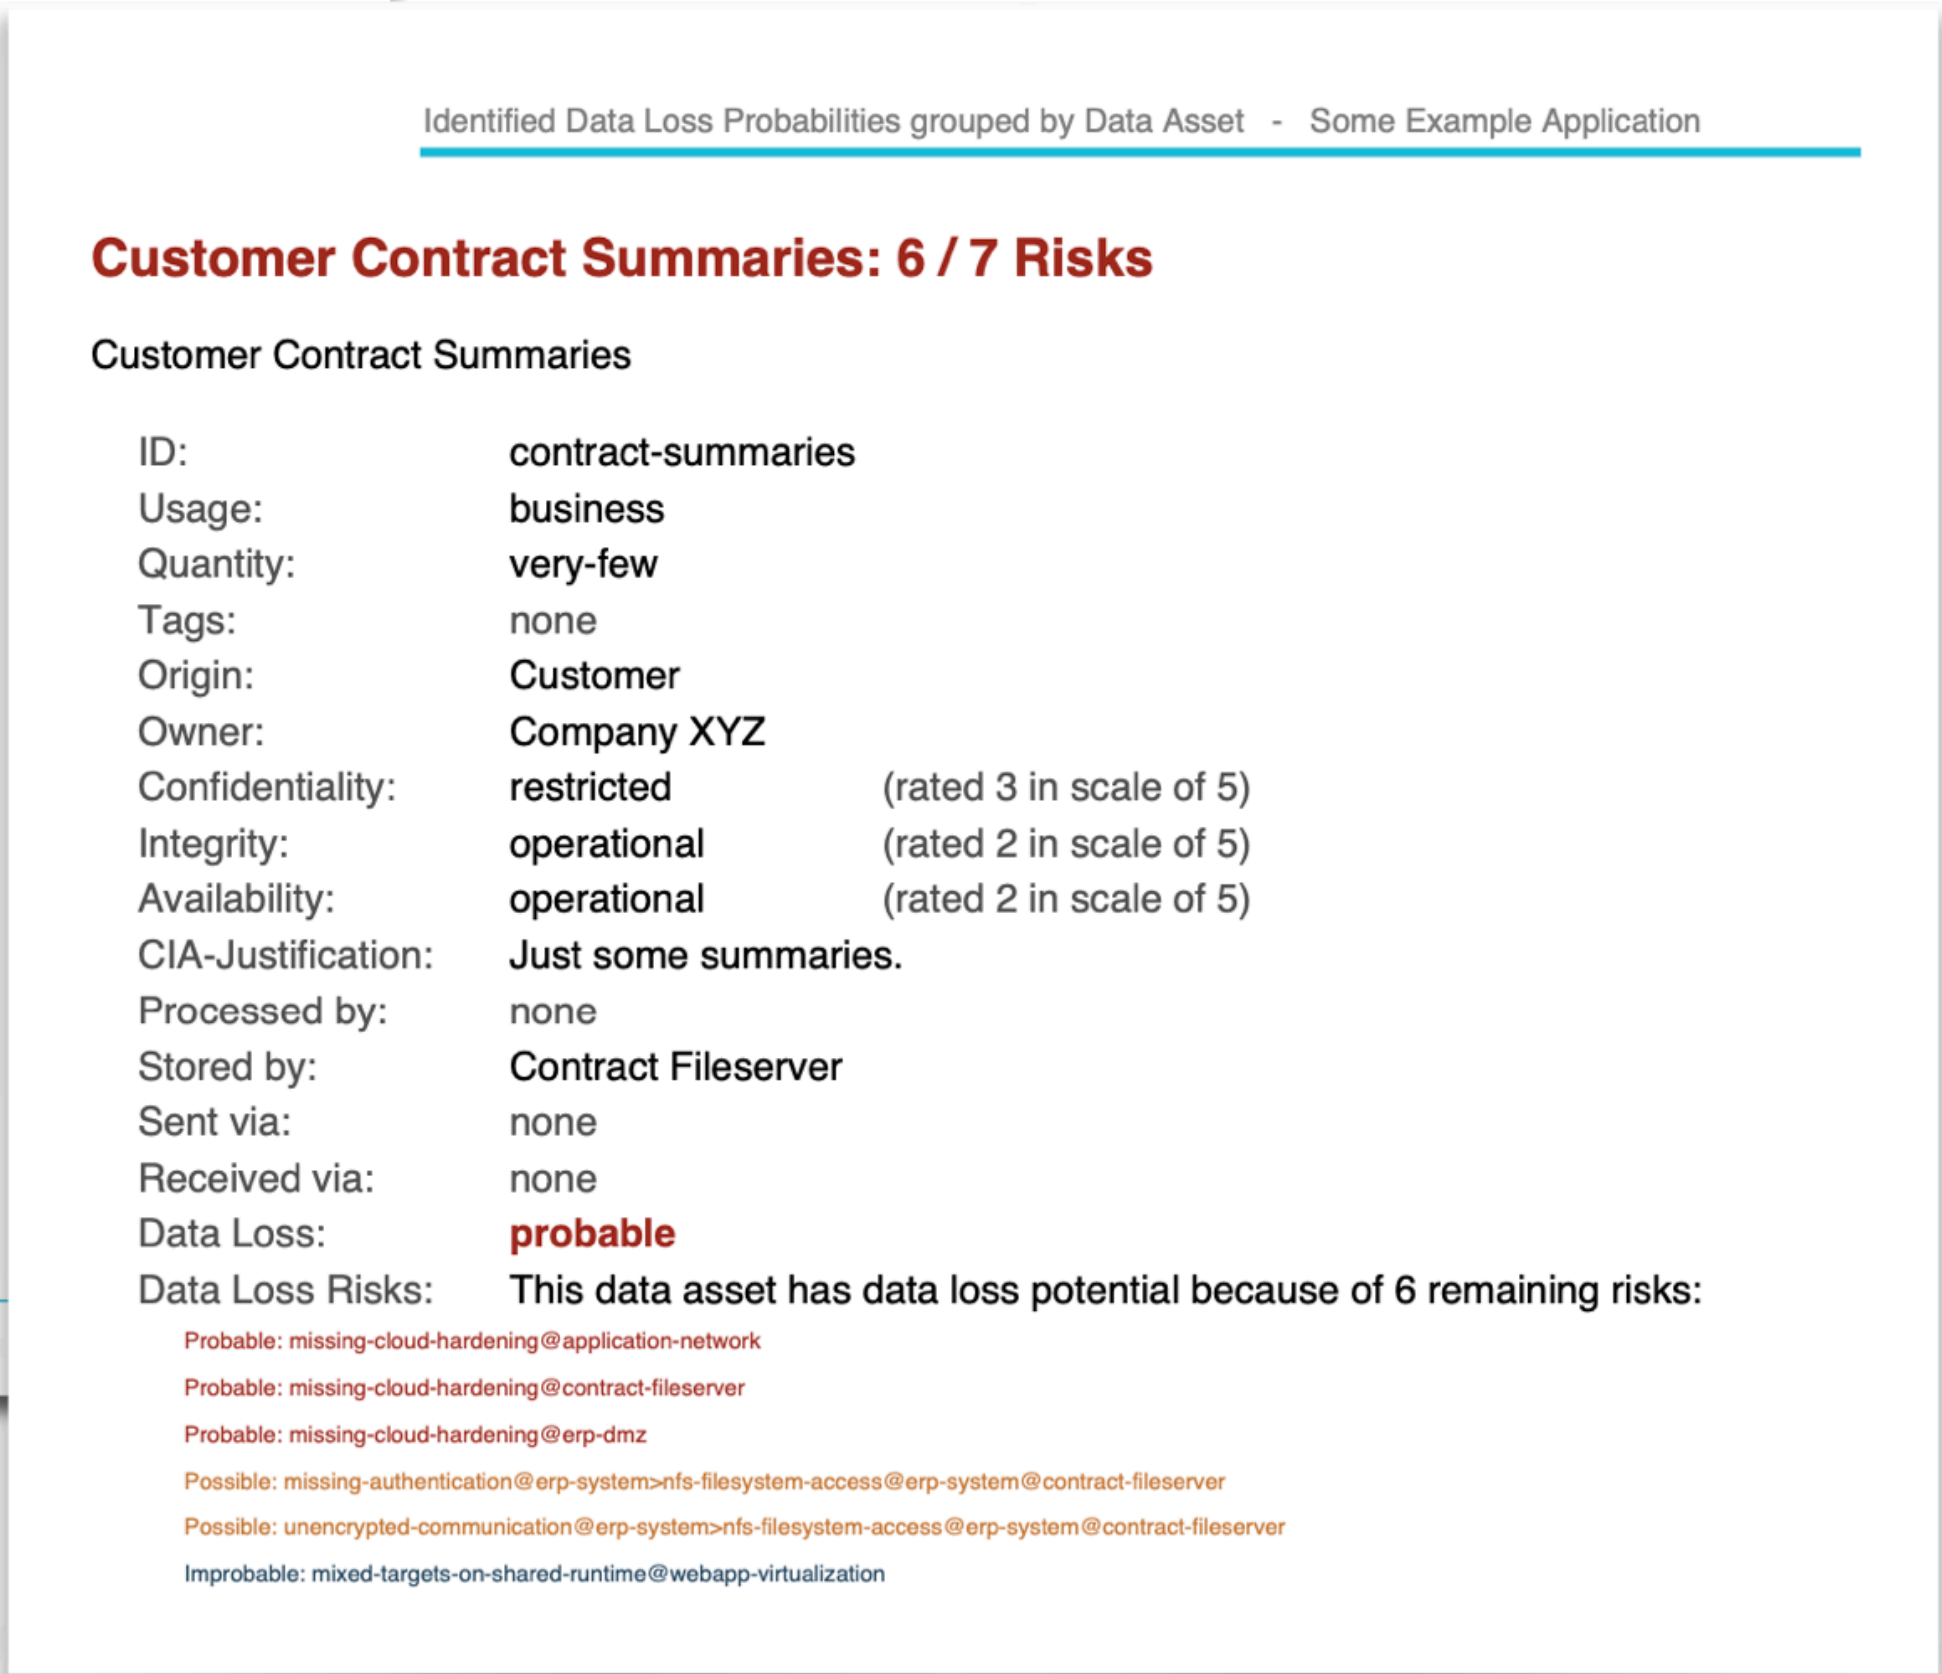 Identified Data Loss Probabilities grouped by Data Asset - Some Example Application
Customer Contract Summaries: 6 / 7 Risks
Customer Contract Summaries
ID: contract-summaries
Usage: business
Quantity: very-few
Tags: none
Origin: Customer
Owner: Company XYZ
Confidentiality: restricted (rated 3 in scale of 5)
Integrity: operational (rated 2 in scale of 5)
Availability: operational (rated 2 in scale of 5)
CIA-Justification: Just some summaries.
Processed by: none
Stored by: Contract Fileserver
Sent via: none
Received via: none
Data Loss: probable
Data Loss Risks: This data asset has data loss potential because of 6 remaining risks:
Probable: missing-cloud-hardening@application-network
Probable: missing-cloud-hardening@contract-fileserver
Probable: missing-cloud-hardening@erp-dmz
Possible: missing-authentication@erp-system>nfs-filesystem-access@erp-system@contract-fileserver
Possible: unencrypted-communication@erp-system>nfs-filesystem-access@erp-system@contract-fileserver
Improbable: mixed-targets-on-shared-runtime@webapp-virtualization